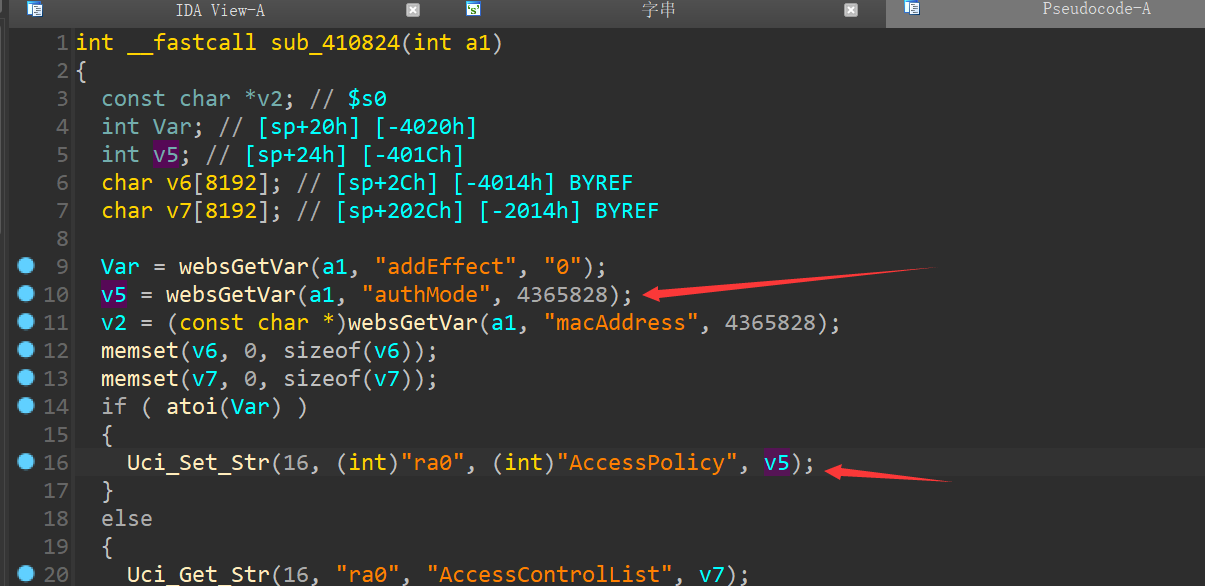 IDA View-A 字串 Pseudocode-A
1 int __fastcall sub_410824(int a1)
2 {
3 const char *v2; // $s0
4 int Var; // [sp+20h] [-4020h]
5 int v5; // [sp+24h] [-401Ch]
6 char v6[8192]; // [sp+2Ch] [-4014h] BYREF
7 char v7[8192]; // [sp+202Ch] [-2014h] BYREF
8
9 Var = websGetVar(a1, "addEffect", "0");
10 v5 = websGetVar(a1, "authMode", 4365828);
11 v2 = (const char *)websGetVar(a1, "macAddress", 4365828);
12 memset(v6, 0, sizeof(v6));
13 memset(v7, 0, sizeof(v7));
14 if ( atoi(Var) )
15 {
16 Uci_Set_Str(16, (int)"ra0", (int)"AccessPolicy", v5);
17 }
18 else
19 {
20 Uci_Get_Str(16, "ra0", "AccessControlList", v7);